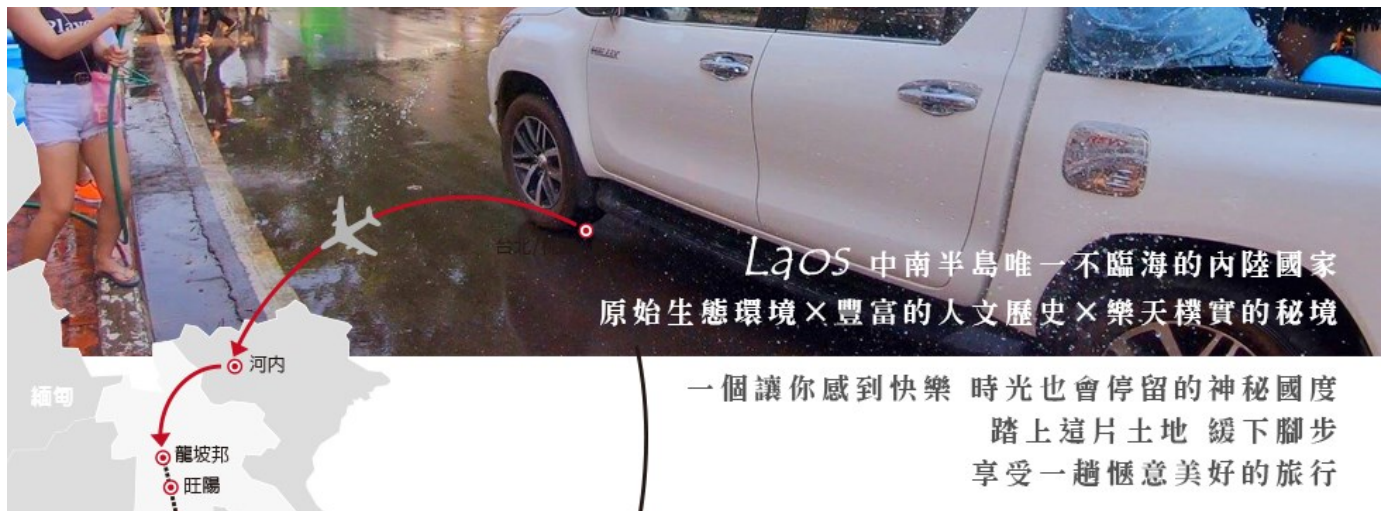 Laos 中南半島唯一不臨海的內陸國家
原始生態環境×豐富的人文歷史×樂天樸實的秘境
一個讓你感到快樂 時光也會停留的神秘國度
踏上這片土地 緩下腳步
享受一趟愜意美好的旅行
台北/
河內
緬甸
龍坡邦
旺陽